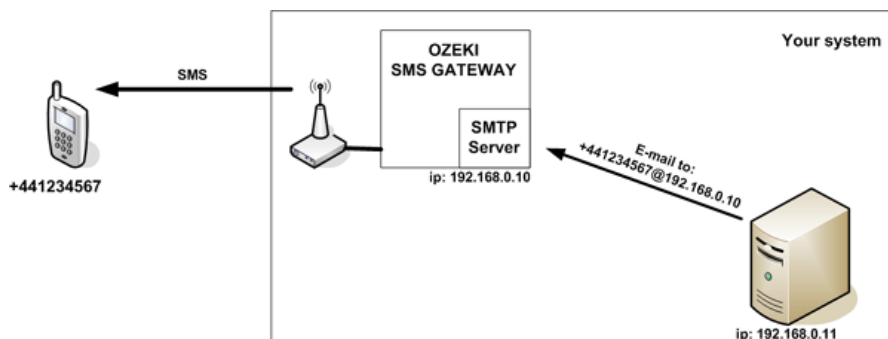 Your system
OZEKI
SMS GATEWAY
SMS
SMTP
Server
E-mail to:
+441234567@192.168.0.10
+441234567
ip: 192.168.0.10
ip: 192.168.0.11